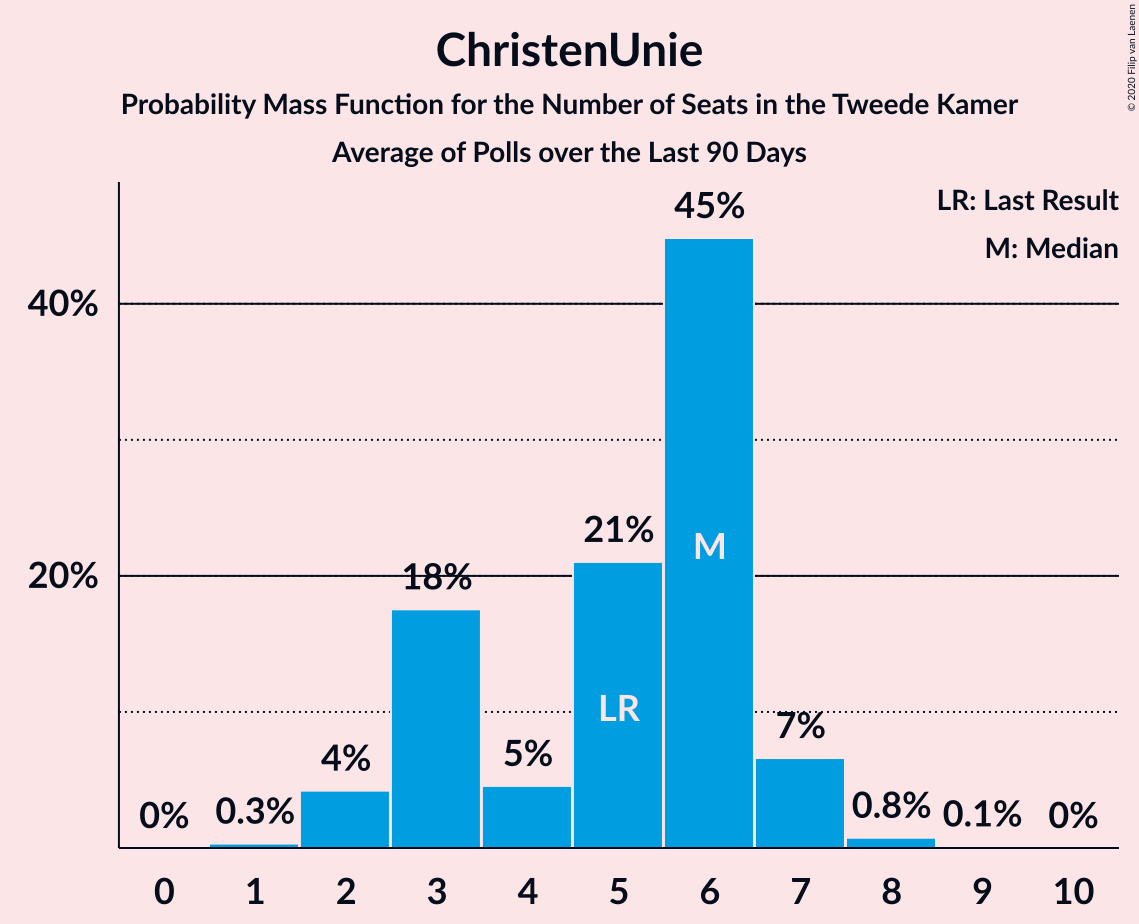 ChristenUnie
Probability Mass Function for the Number of Seats in the Tweede Kamer
Average of Polls over the Last 90 Days
© 2020 Filip van Laenen
LR: Last Result
M: Median
45%
40%
21%
M
20%
18%
LR
7%
5%
4%
0.8%
0.3%
0.1%
0%
0%
0 1 2 3 4 5 6 7 8 9 10